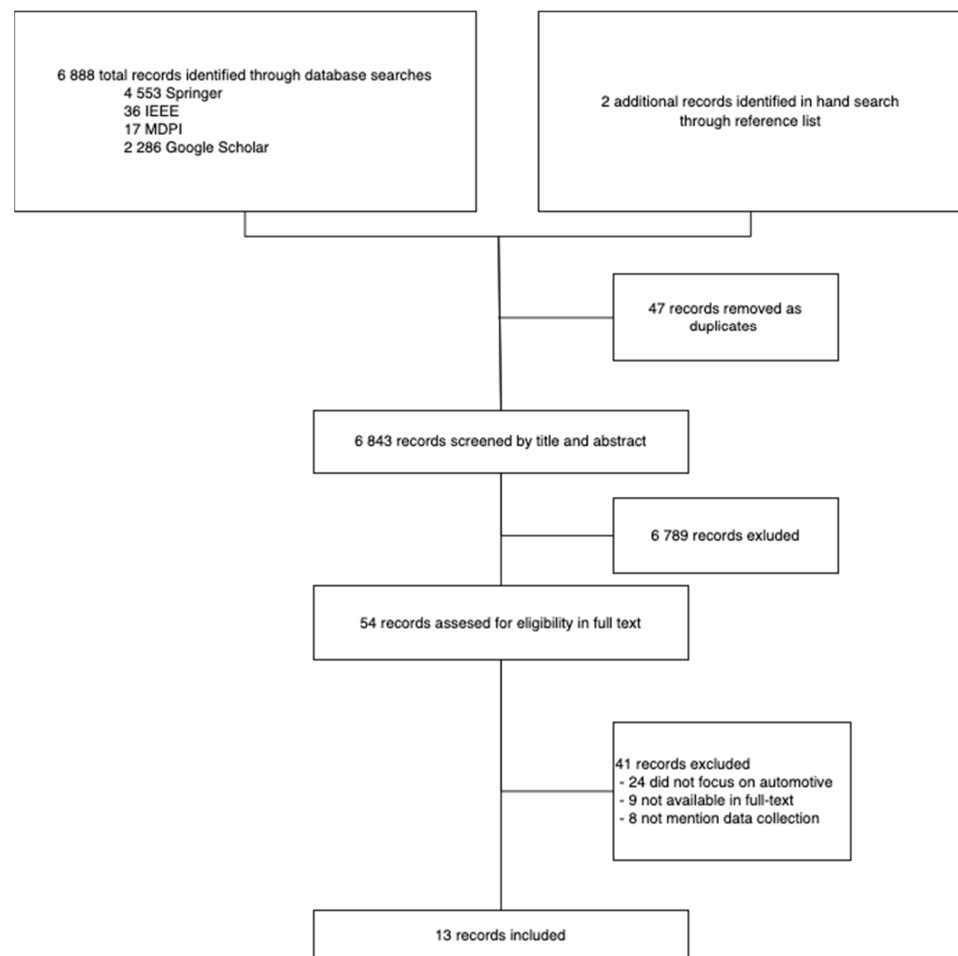 6 888 total records identified through database searches
4 553 Springer
36 IEEE
17 MDPI
2 286 Google Scholar
2 additional records identified in hand search
through reference list
47 records removed as
duplicates
6 843 records screened by title and abstract
6 789 records exluded
54 records assesed for eligibility in full text
41 records excluded
- 24 did not focus on automotive
- 9 not available in full-text
- 8 not mention data collection
13 records included